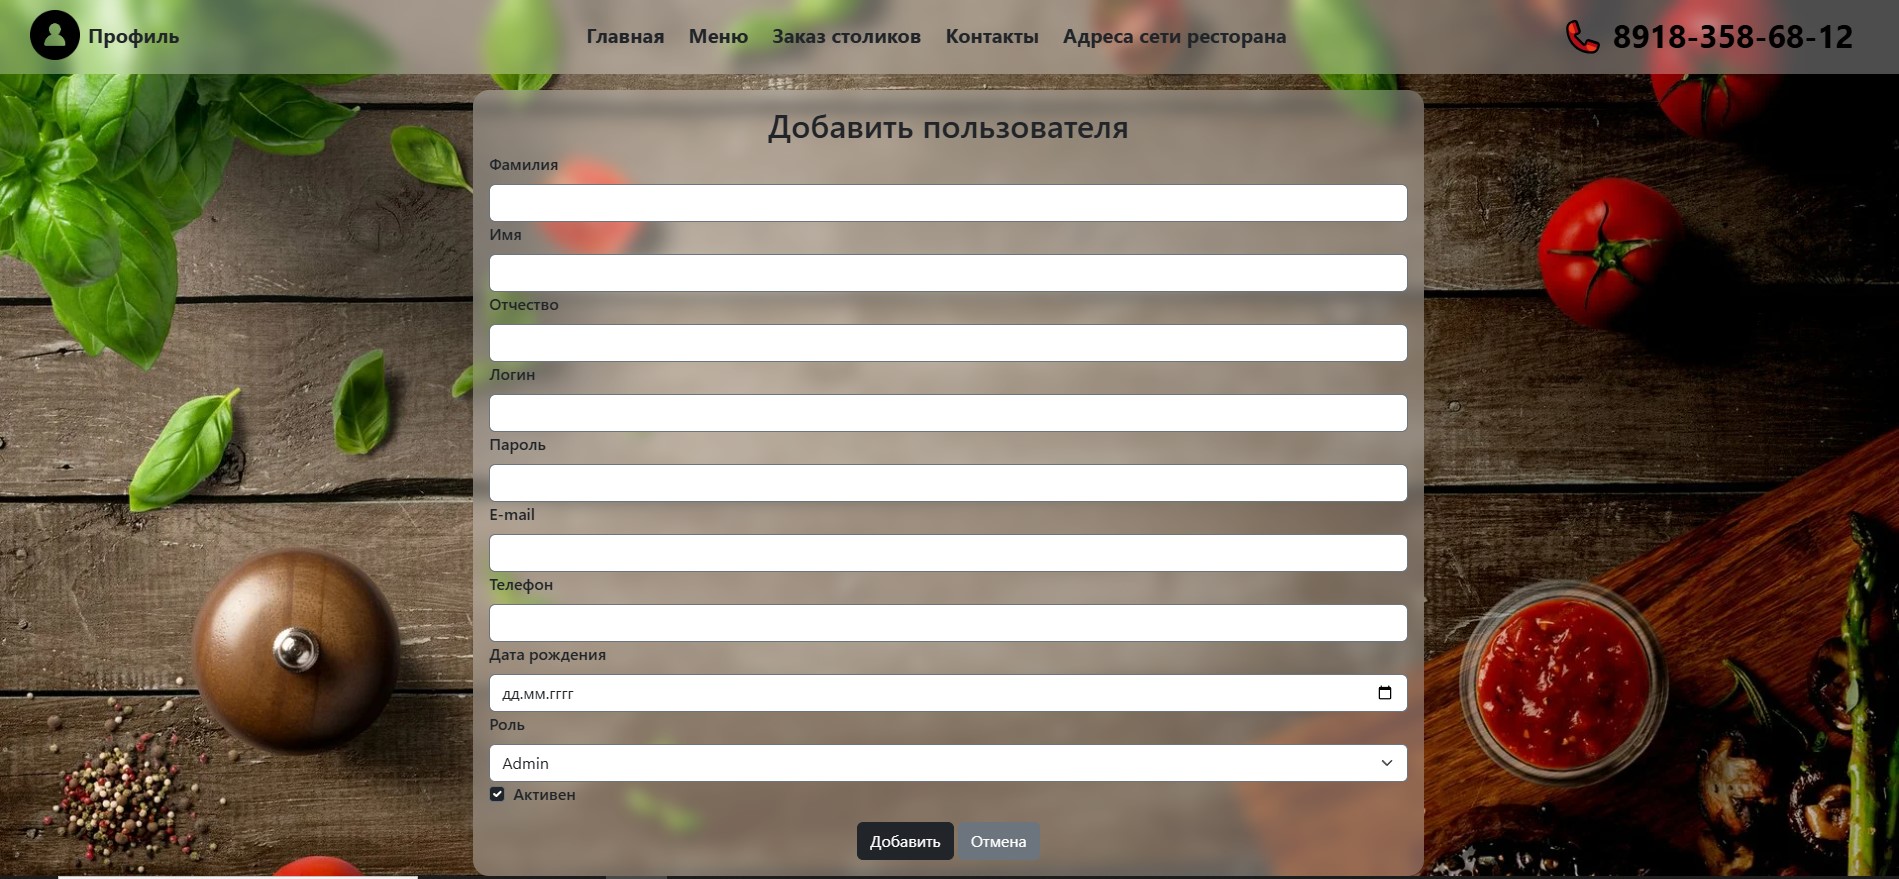 Профиль
Главная Меню Заказ столиков Контакты Адреса сети ресторана
8918-358-68-12
Добавить пользователя
Фамилия
Имя
Отчество
Логин
Пароль
E-mail
Телефон
Дата рождения
дд.мм.гггг
Роль
Admin
Активен
Добавить Отмена